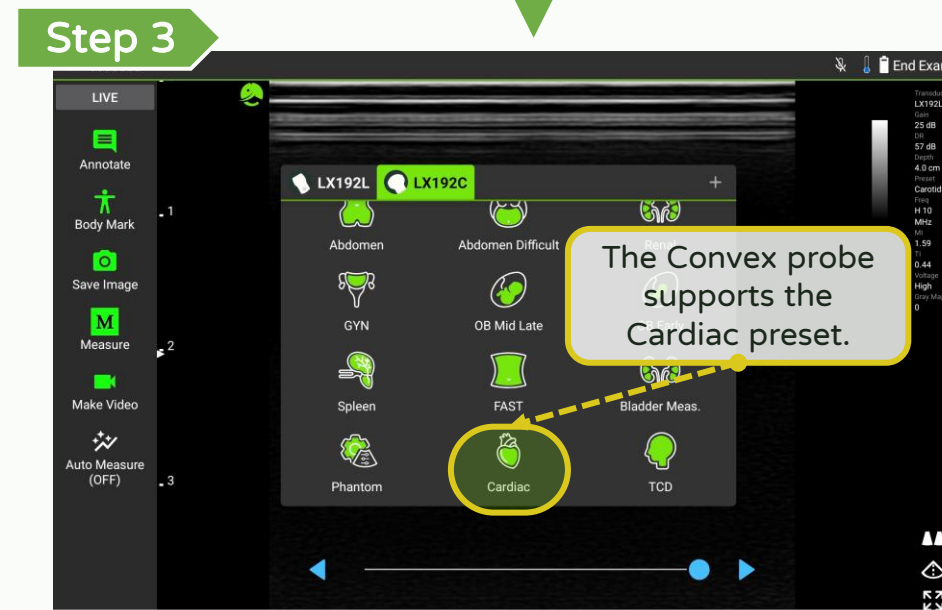 Step 3
End Exam
LIVE
Annotate
Body Mark
Save Image
M
Measure
Make Video
Auto Measure
(OFF)
1
2
3
LX192L
LX192C
+
Abdomen
Abdomen Difficult
Renal
GYN
OB Mid Late
OB Early
Spleen
FAST
Bladder Meas.
Phantom
Cardiac
TCD
The Convex probe
supports the
Cardiac preset.
LX192L
Gain
25 dB
DR
57 dB
Depth
4.0 cm
Preset
Carotid
Freq
H 10
MHz
MI
1.59
TI
0.44
Voltage
High
0